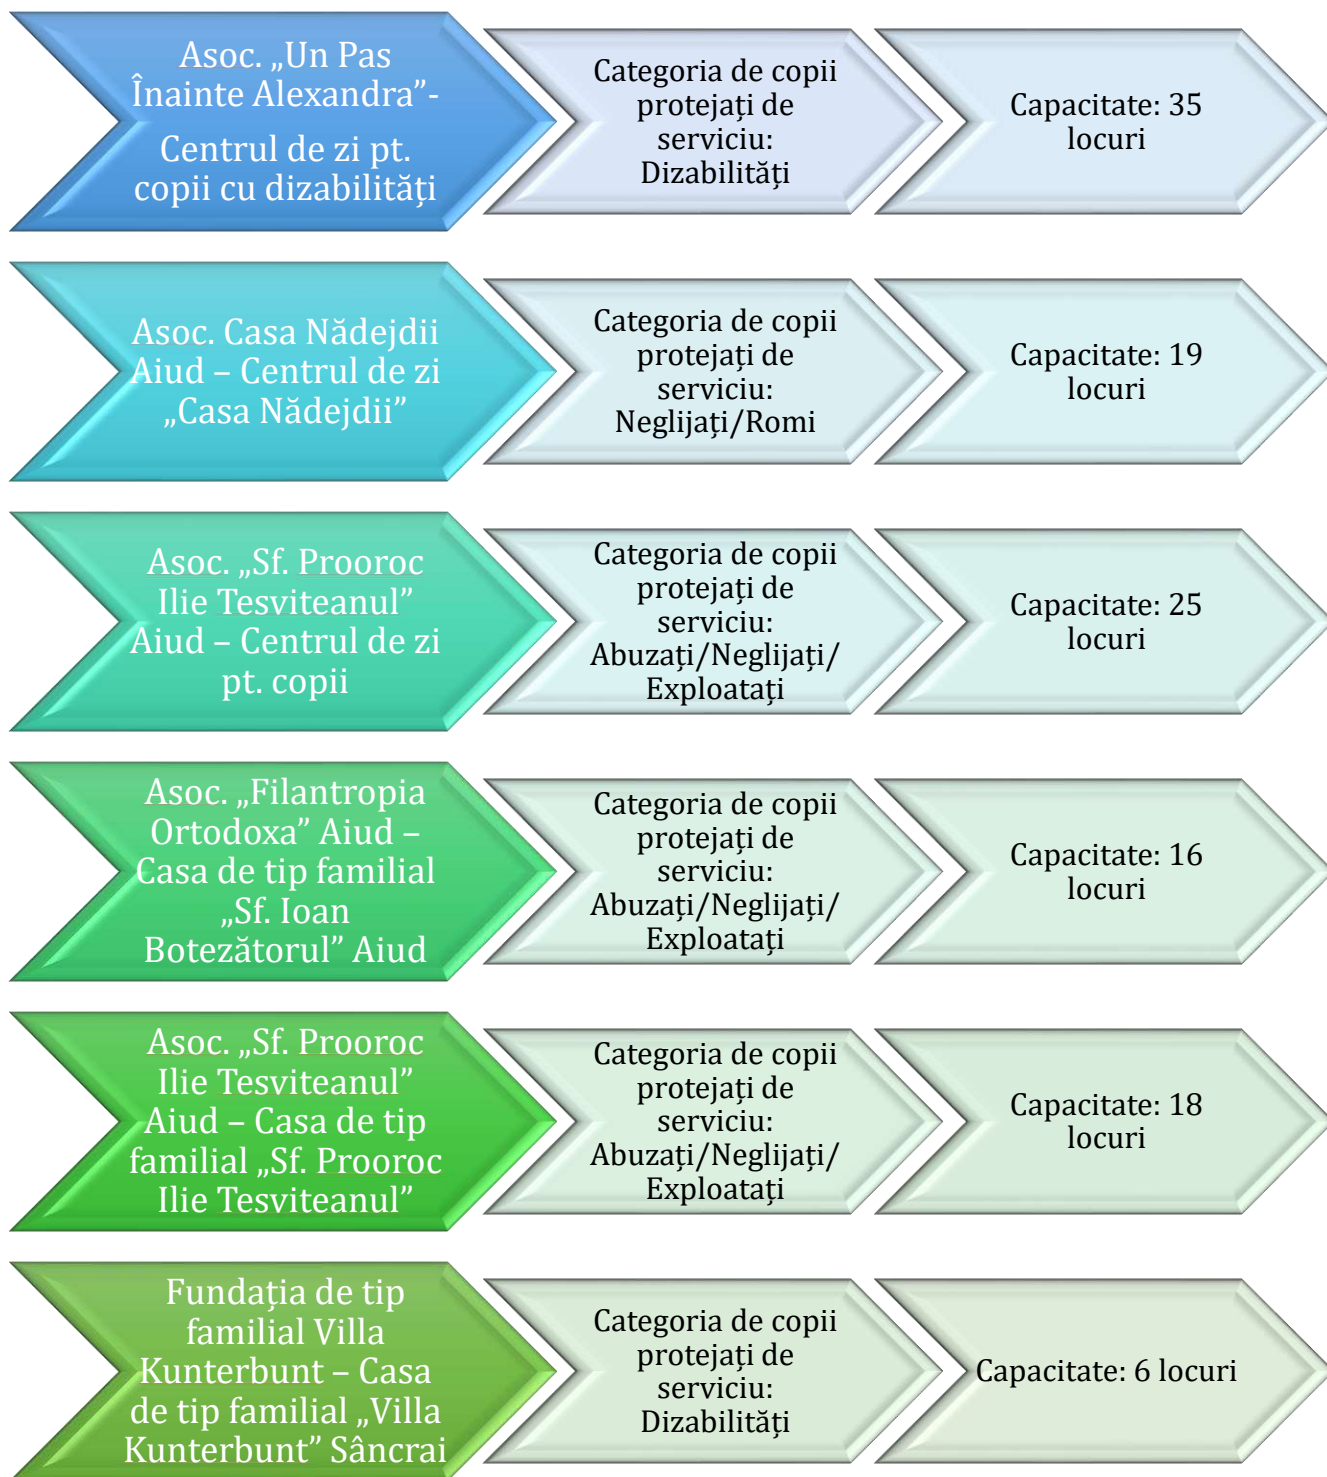 Asoc. „Un Pas
Înainte Alexandra”-
Centrul de zi pt.
copii cu dizabilități
Categoria de copii
protejați de
serviciu:
Dizabilități
Capacitate: 35
locuri
Asoc. Casa Nădejdii
Aiud – Centrul de zi
„Casa Nădejdii”
Categoria de copii
protejați de
serviciu:
Neglijați/Romi
Capacitate: 19
locuri
Asoc. „Sf. Prooroc
Ilie Tesviteanul”
Aiud – Centrul de zi
pt. copii
Categoria de copii
protejați de
serviciu:
Abuzați/Neglijați/
Exploatați
Capacitate: 25
locuri
Asoc. „Filantropia
Ortodoxa” Aiud –
Casa de tip familial
„Sf. Ioan
Botezătorul” Aiud
Categoria de copii
protejați de
serviciu:
Abuzați/Neglijați/
Exploatați
Capacitate: 16
locuri
Asoc. „Sf. Prooroc
Ilie Tesviteanul”
Aiud – Casa de tip
familial „Sf. Prooroc
Ilie Tesviteanul”
Categoria de copii
protejați de
serviciu:
Abuzați/Neglijați/
Exploatați
Capacitate: 18
locuri
Fundația de tip
familial Villa
Kunterbunt – Casa
de tip familial „Villa
Kunterbunt” Sâncrai
Categoria de copii
protejați de
serviciu:
Dizabilități
Capacitate: 6 locuri